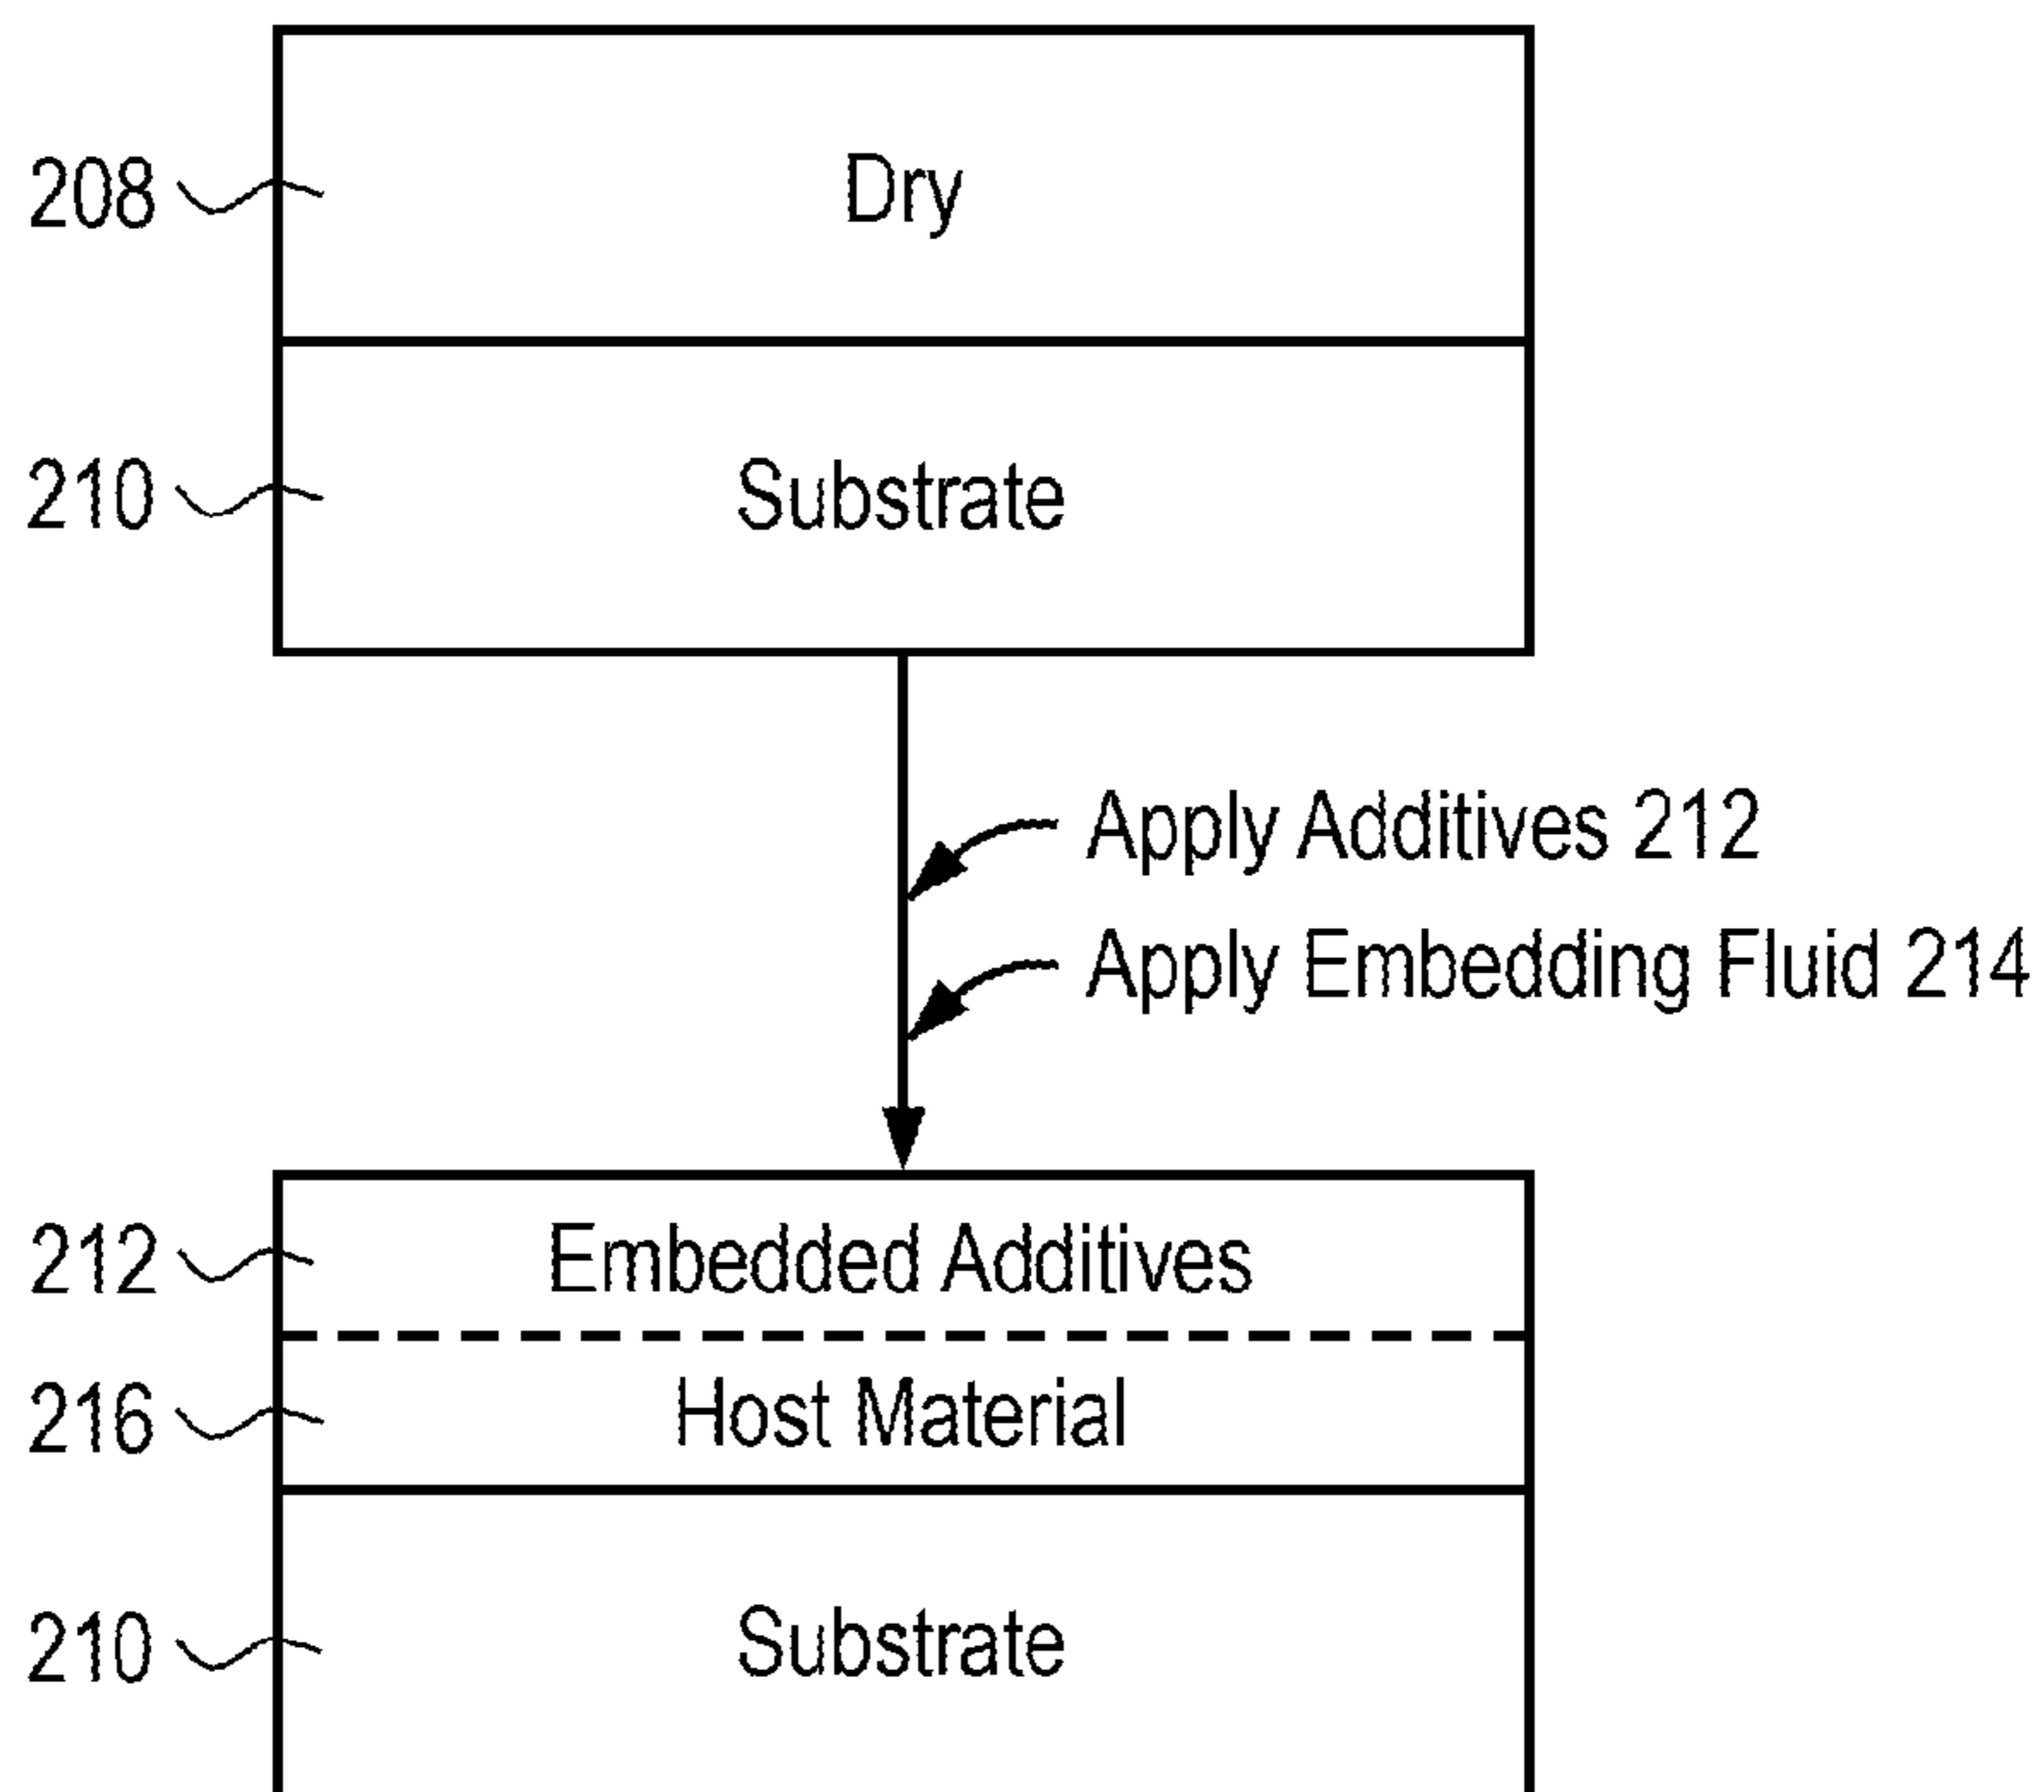 208 Dry
210 Substrate
Apply Additives 212
Apply Embedding Fluid 214
212 Embedded Additives
216 Host Material
210 Substrate